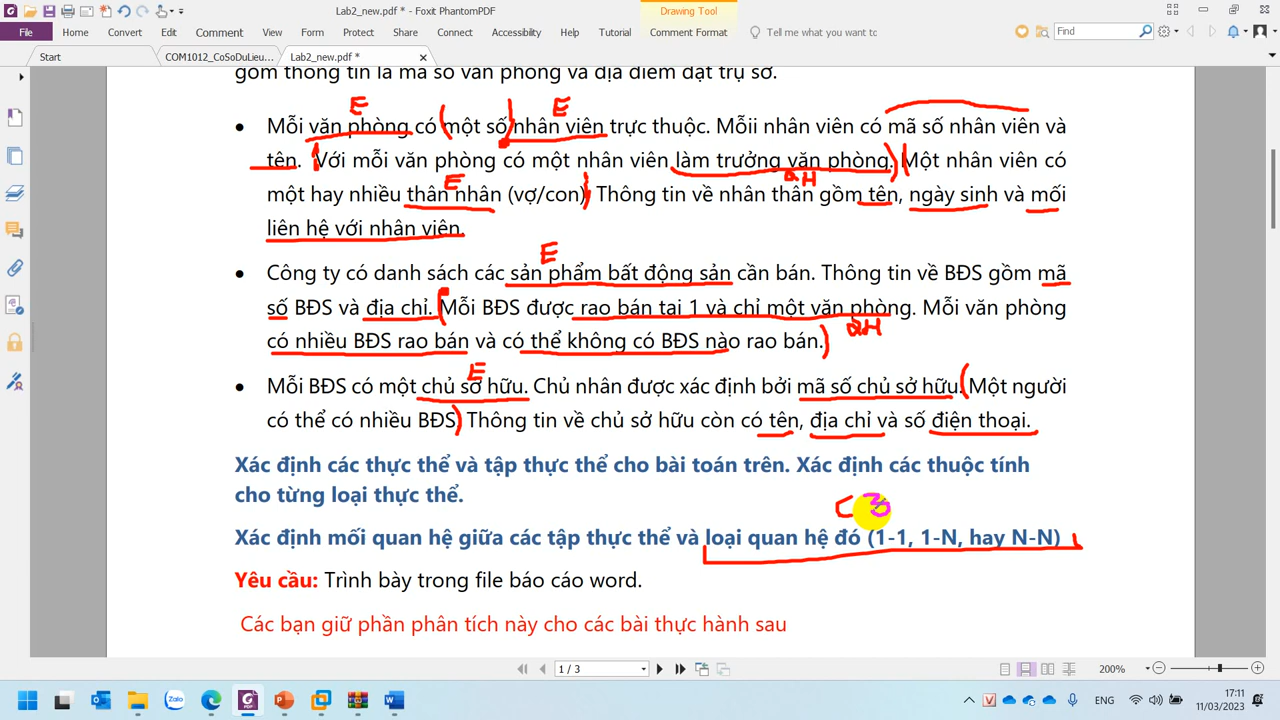 Lab2_new.pdf * - Foxit PhantomPDF
Drawing Tool
File Home Convert Edit Comment View Form Protect Share Connect Accessibility Help Tutorial Comment Format Tell me what you want to Find
Start COM1012_CoSoDuLieu... Lab2_new.pdf *
gồm thông tin là mã số văn phòng và địa điểm đặt trụ sở.
E E
• Mỗi văn phòng có một số nhân viên trực thuộc. Mỗii nhân viên có mã số nhân viên và
tên. Với mỗi văn phòng có một nhân viên làm trưởng văn phòng. Một nhân viên có
E QH
một hay nhiều thân nhân (vợ/con) Thông tin về nhân thân gồm tên, ngày sinh và mối
liên hệ với nhân viên.
E
• Công ty có danh sách các sản phẩm bất động sản cần bán. Thông tin về BĐS gồm mã
số BĐS và địa chỉ. Mỗi BĐS được rao bán tại 1 và chỉ một văn phòng. Mỗi văn phòng
QH
có nhiều BĐS rao bán và có thể không có BĐS nào rao bán.
E
• Mỗi BĐS có một chủ sở hữu. Chủ nhân được xác định bởi mã số chủ sở hữu. Một người
có thể có nhiều BĐS Thông tin về chủ sở hữu còn có tên, địa chỉ và số điện thoại.
Xác định các thực thể và tập thực thể cho bài toán trên. Xác định các thuộc tính
cho từng loại thực thể.
C 3
Xác định mối quan hệ giữa các tập thực thể và loại quan hệ đó (1-1, 1-N, hay N-N)
Yêu cầu: Trình bày trong file báo cáo word.
Các bạn giữ phần phân tích này cho các bài thực hành sau
1 / 3 200%
Zalo ENG 17:11
11/03/2023